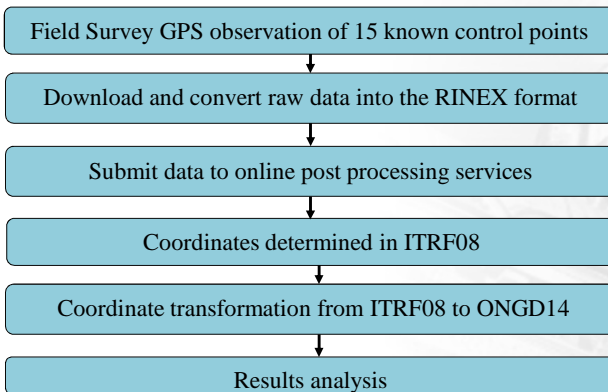 Field Survey GPS observation of 15 known control points
Download and convert raw data into the RINEX format
Submit data to online post processing services
Coordinates determined in ITRF08
Coordinate transformation from ITRF08 to ONGD14
Results analysis